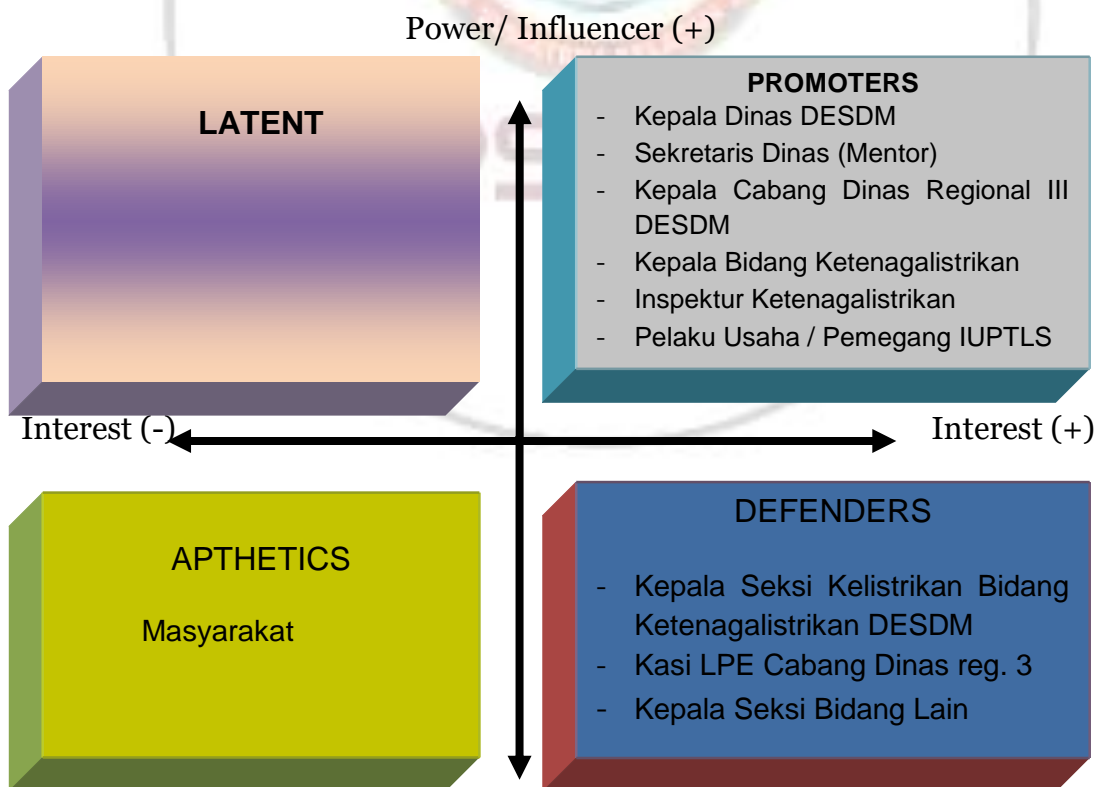 Power/ Influencer (+)
LATENT
PROMOTERS
- Kepala Dinas DESDM
- Sekretaris Dinas (Mentor)
- Kepala Cabang Dinas Regional III
DESDM
- Kepala Bidang Ketenagalistrikan
- Inspektur Ketenagalistrikan
- Pelaku Usaha / Pemegang IUPTLS
Interest (-)
Interest (+)
APTHETICS
Masyarakat
DEFENDERS
- Kepala Seksi Kelistrikan Bidang
Ketenagalistrikan DESDM
- Kasi LPE Cabang Dinas reg. 3
- Kepala Seksi Bidang Lain